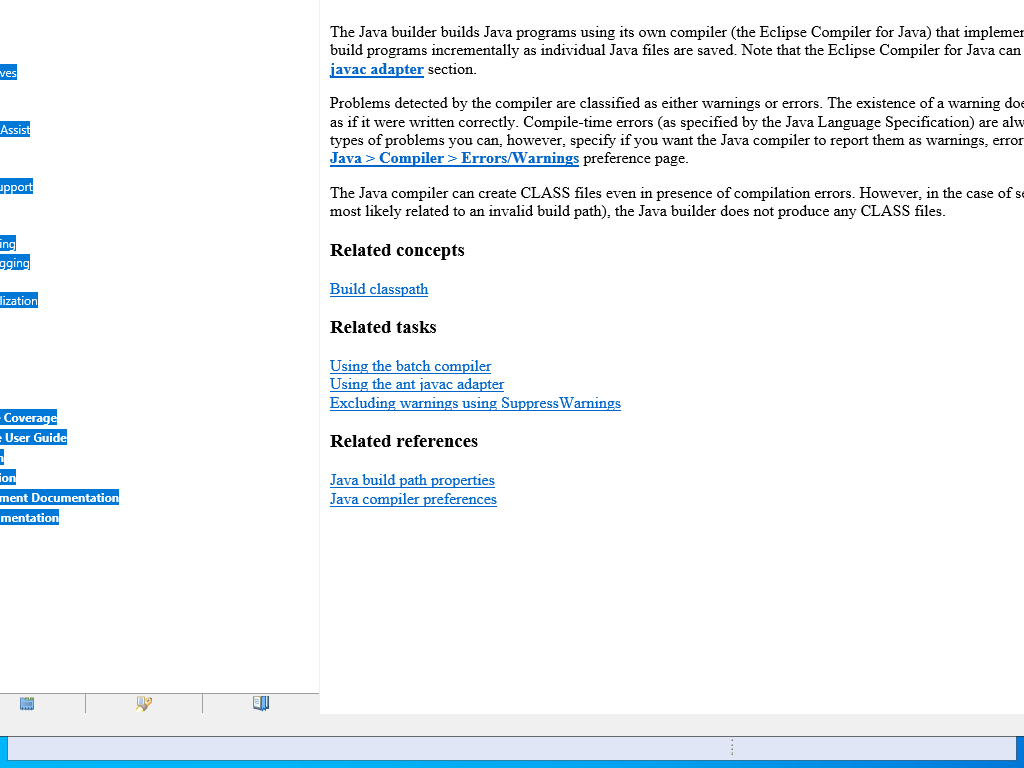 ves
Assist
upport
ing
gging
lization
Coverage
User Guide
ion
ment Documentation
mentation
The Java builder builds Java programs using its own compiler (the Eclipse Compiler for Java) that implemen
build programs incrementally as individual Java files are saved. Note that the Eclipse Compiler for Java can
javac adapter section.
Problems detected by the compiler are classified as either warnings or errors. The existence of a warning doe
as if it were written correctly. Compile-time errors (as specified by the Java Language Specification) are alw
types of problems you can, however, specify if you want the Java compiler to report them as warnings, error
Java > Compiler > Errors/Warnings preference page.
The Java compiler can create CLASS files even in presence of compilation errors. However, in the case of se
most likely related to an invalid build path), the Java builder does not produce any CLASS files.
Related concepts
Build classpath
Related tasks
Using the batch compiler
Using the ant javac adapter
Excluding warnings using SuppressWarnings
Related references
Java build path properties
Java compiler preferences